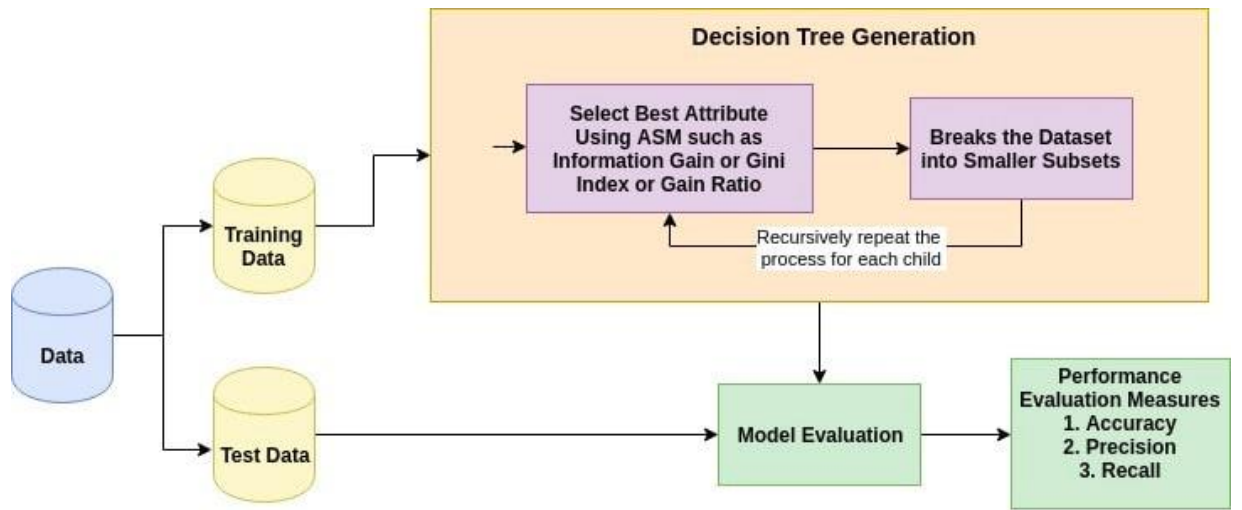 Decision Tree Generation
Select Best Attribute
Using ASM such as
Information Gain or Gini
Index or Gain Ratio
Breaks the Dataset
into Smaller Subsets
Recursively repeat the
process for each child
Training
Data
Data
Test Data
Model Evaluation
Performance
Evaluation Measures
1. Accuracy
2. Precision
3. Recall